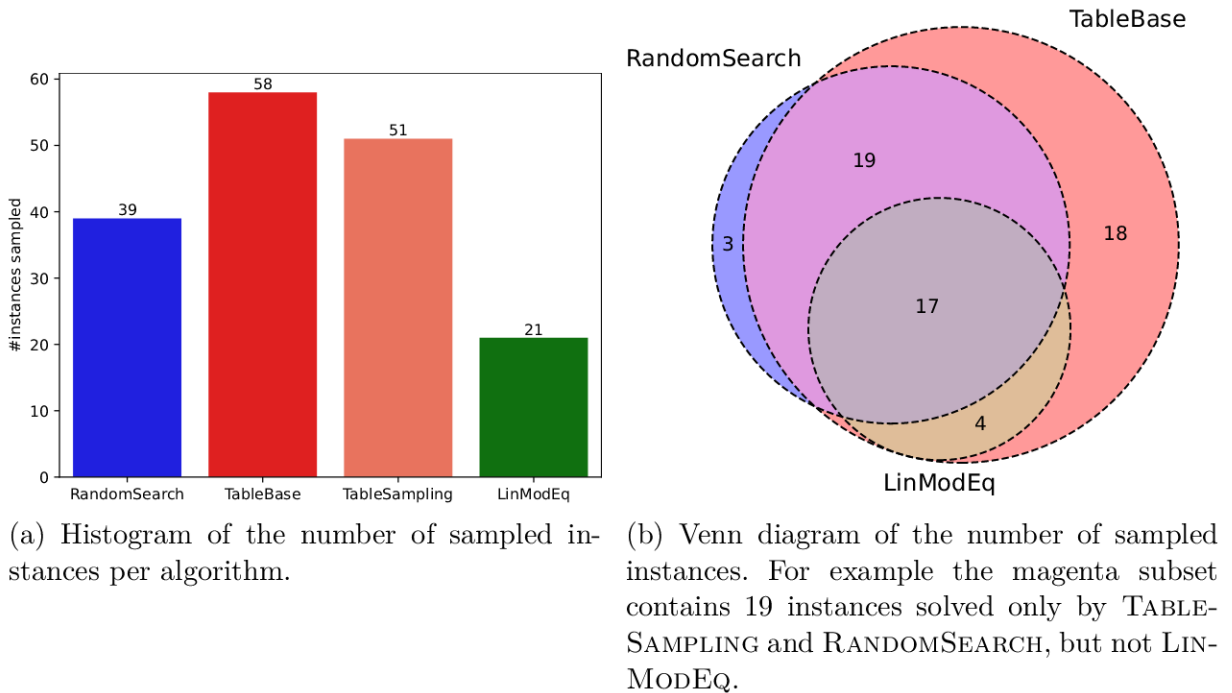 60
50
40
30
20
10
0
#instances sampled
39
58
51
21
RandomSearch
TableBase
TableSampling
LinModEq
(a) Histogram of the number of sampled in-
stances per algorithm.
TableBase
RandomSearch
19
18
3
17
4
LinModEq
(b) Venn diagram of the number of sampled
instances. For example the magenta subset
contains 19 instances solved only by TABLE-
SAMPLING and RANDOMSEARCH, but not LIN-
MODEQ.